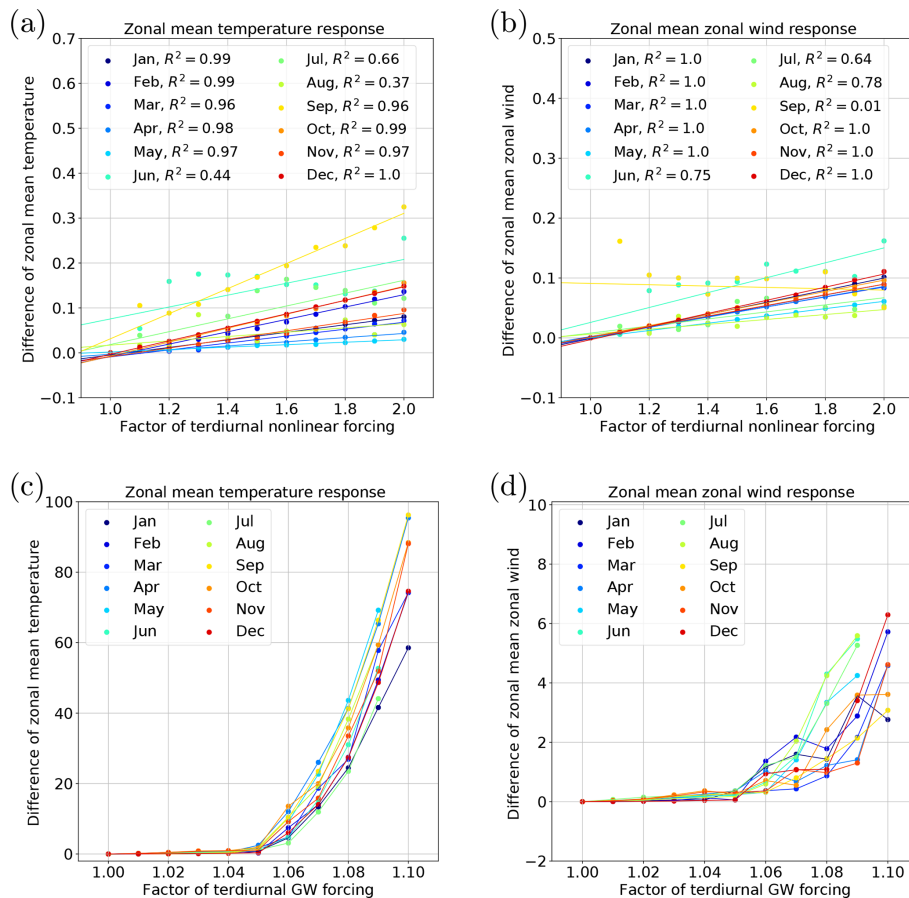 (a)
Zonal mean temperature response
0.7
0.6
0.5
0.4
0.3
0.2
0.1
0.0
−0.1
Difference of zonal mean temperature
Jan, R² = 0.99
Feb, R² = 0.99
Mar, R² = 0.96
Apr, R² = 0.98
May, R² = 0.97
Jun, R² = 0.44
Jul, R² = 0.66
Aug, R² = 0.37
Sep, R² = 0.96
Oct, R² = 0.99
Nov, R² = 0.97
Dec, R² = 1.0
1.0 1.2 1.4 1.6 1.8 2.0
Factor of terdiurnal nonlinear forcing
(b)
Zonal mean zonal wind response
0.5
0.4
0.3
0.2
0.1
0.0
−0.1
Difference of zonal mean zonal wind
Jan, R² = 1.0
Feb, R² = 1.0
Mar, R² = 1.0
Apr, R² = 1.0
May, R² = 1.0
Jun, R² = 0.75
Jul, R² = 0.64
Aug, R² = 0.78
Sep, R² = 0.01
Oct, R² = 1.0
Nov, R² = 1.0
Dec, R² = 1.0
1.0 1.2 1.4 1.6 1.8 2.0
Factor of terdiurnal nonlinear forcing
(c)
Zonal mean temperature response
100
80
60
40
20
0
Difference of zonal mean temperature
Jan
Feb
Mar
Apr
May
Jun
Jul
Aug
Sep
Oct
Nov
Dec
1.00 1.02 1.04 1.06 1.08 1.10
Factor of terdiurnal GW forcing
(d)
Zonal mean zonal wind response
10
8
6
4
2
0
−2
Difference of zonal mean zonal wind
Jan
Feb
Mar
Apr
May
Jun
Jul
Aug
Sep
Oct
Nov
Dec
1.00 1.02 1.04 1.06 1.08 1.10
Factor of terdiurnal GW forcing